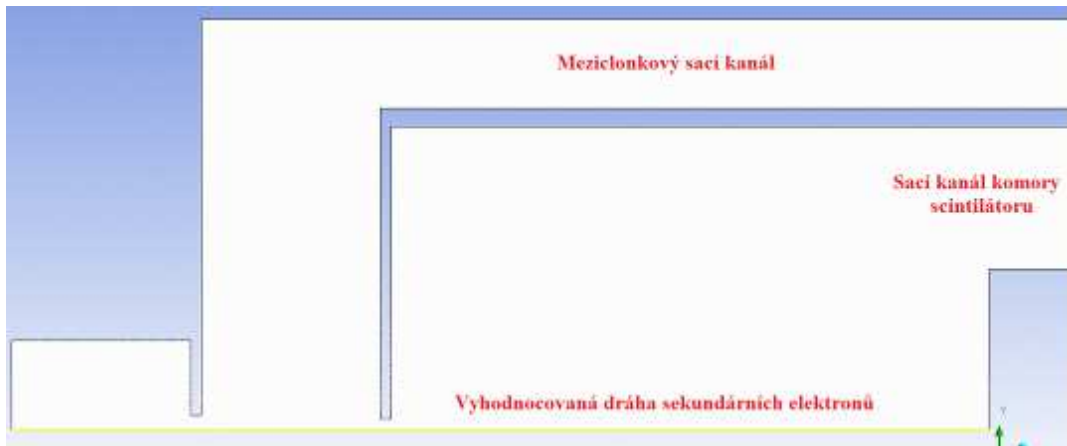 Meziclonkový sací kanál
Sací kanál komory
scintilátoru
Vyhodnocovaná dráha sekundárních elektronů
Y